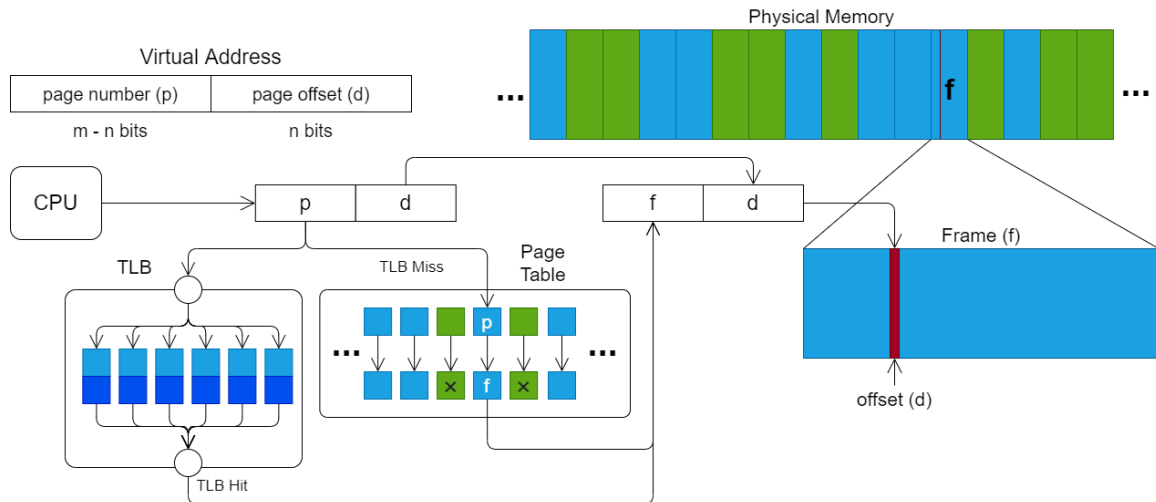 Physical Memory
Virtual Address
page number (p) page offset (d)
m - n bits n bits
... f ...
CPU
p d
f d
TLB
TLB Miss
Page
Table
Frame (f)
p
... ...
× f ×
offset (d)
TLB Hit